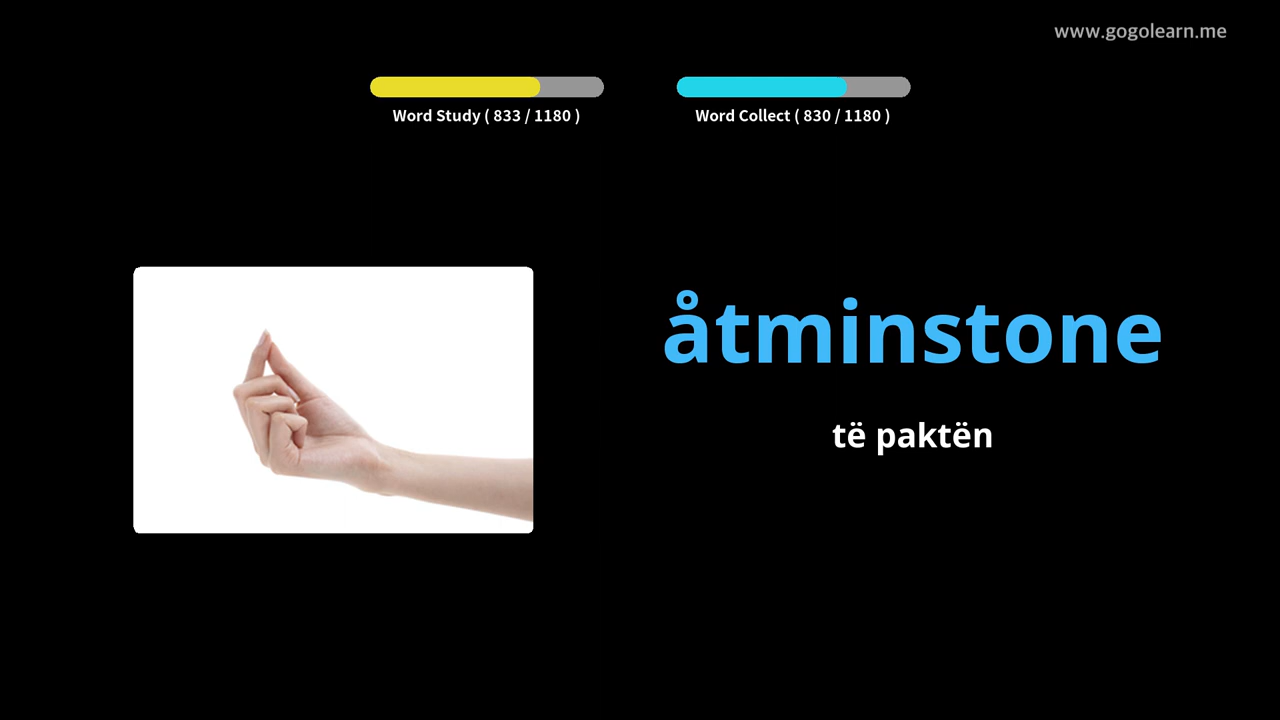 www.gogolearn.me
Word Study ( 833 / 1180 )
Word Collect ( 830 / 1180 )
åtminstone
të paktën